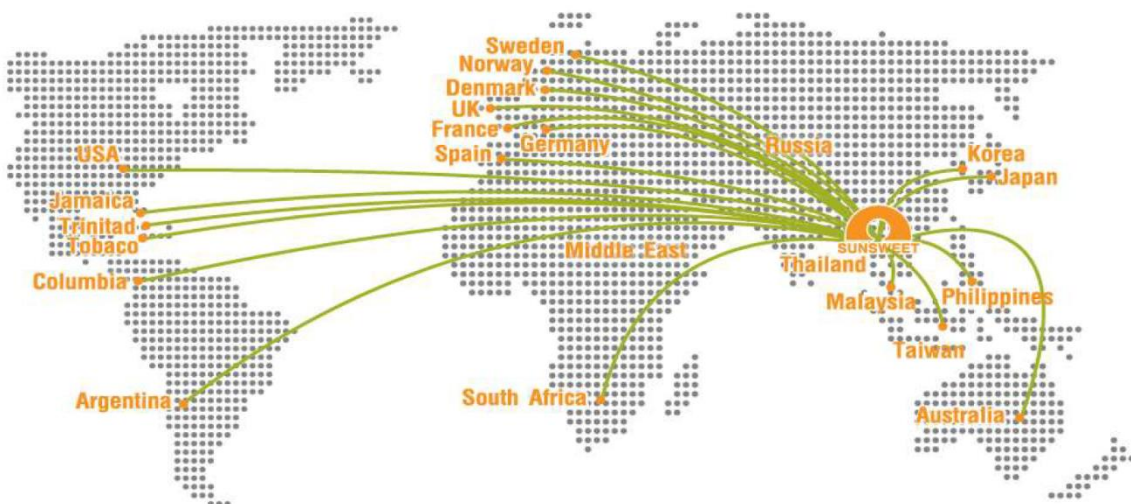 Sweden
Norway
Denmark
UK
France
Germany
Spain
Russia
Korea
Japan
USA
Jamaica
Trinitad
Tobaco
Columbia
Middle East
SUNSWEET
Thailand
Malaysia
Philippines
Taiwan
Argentina
South Africa
Australia